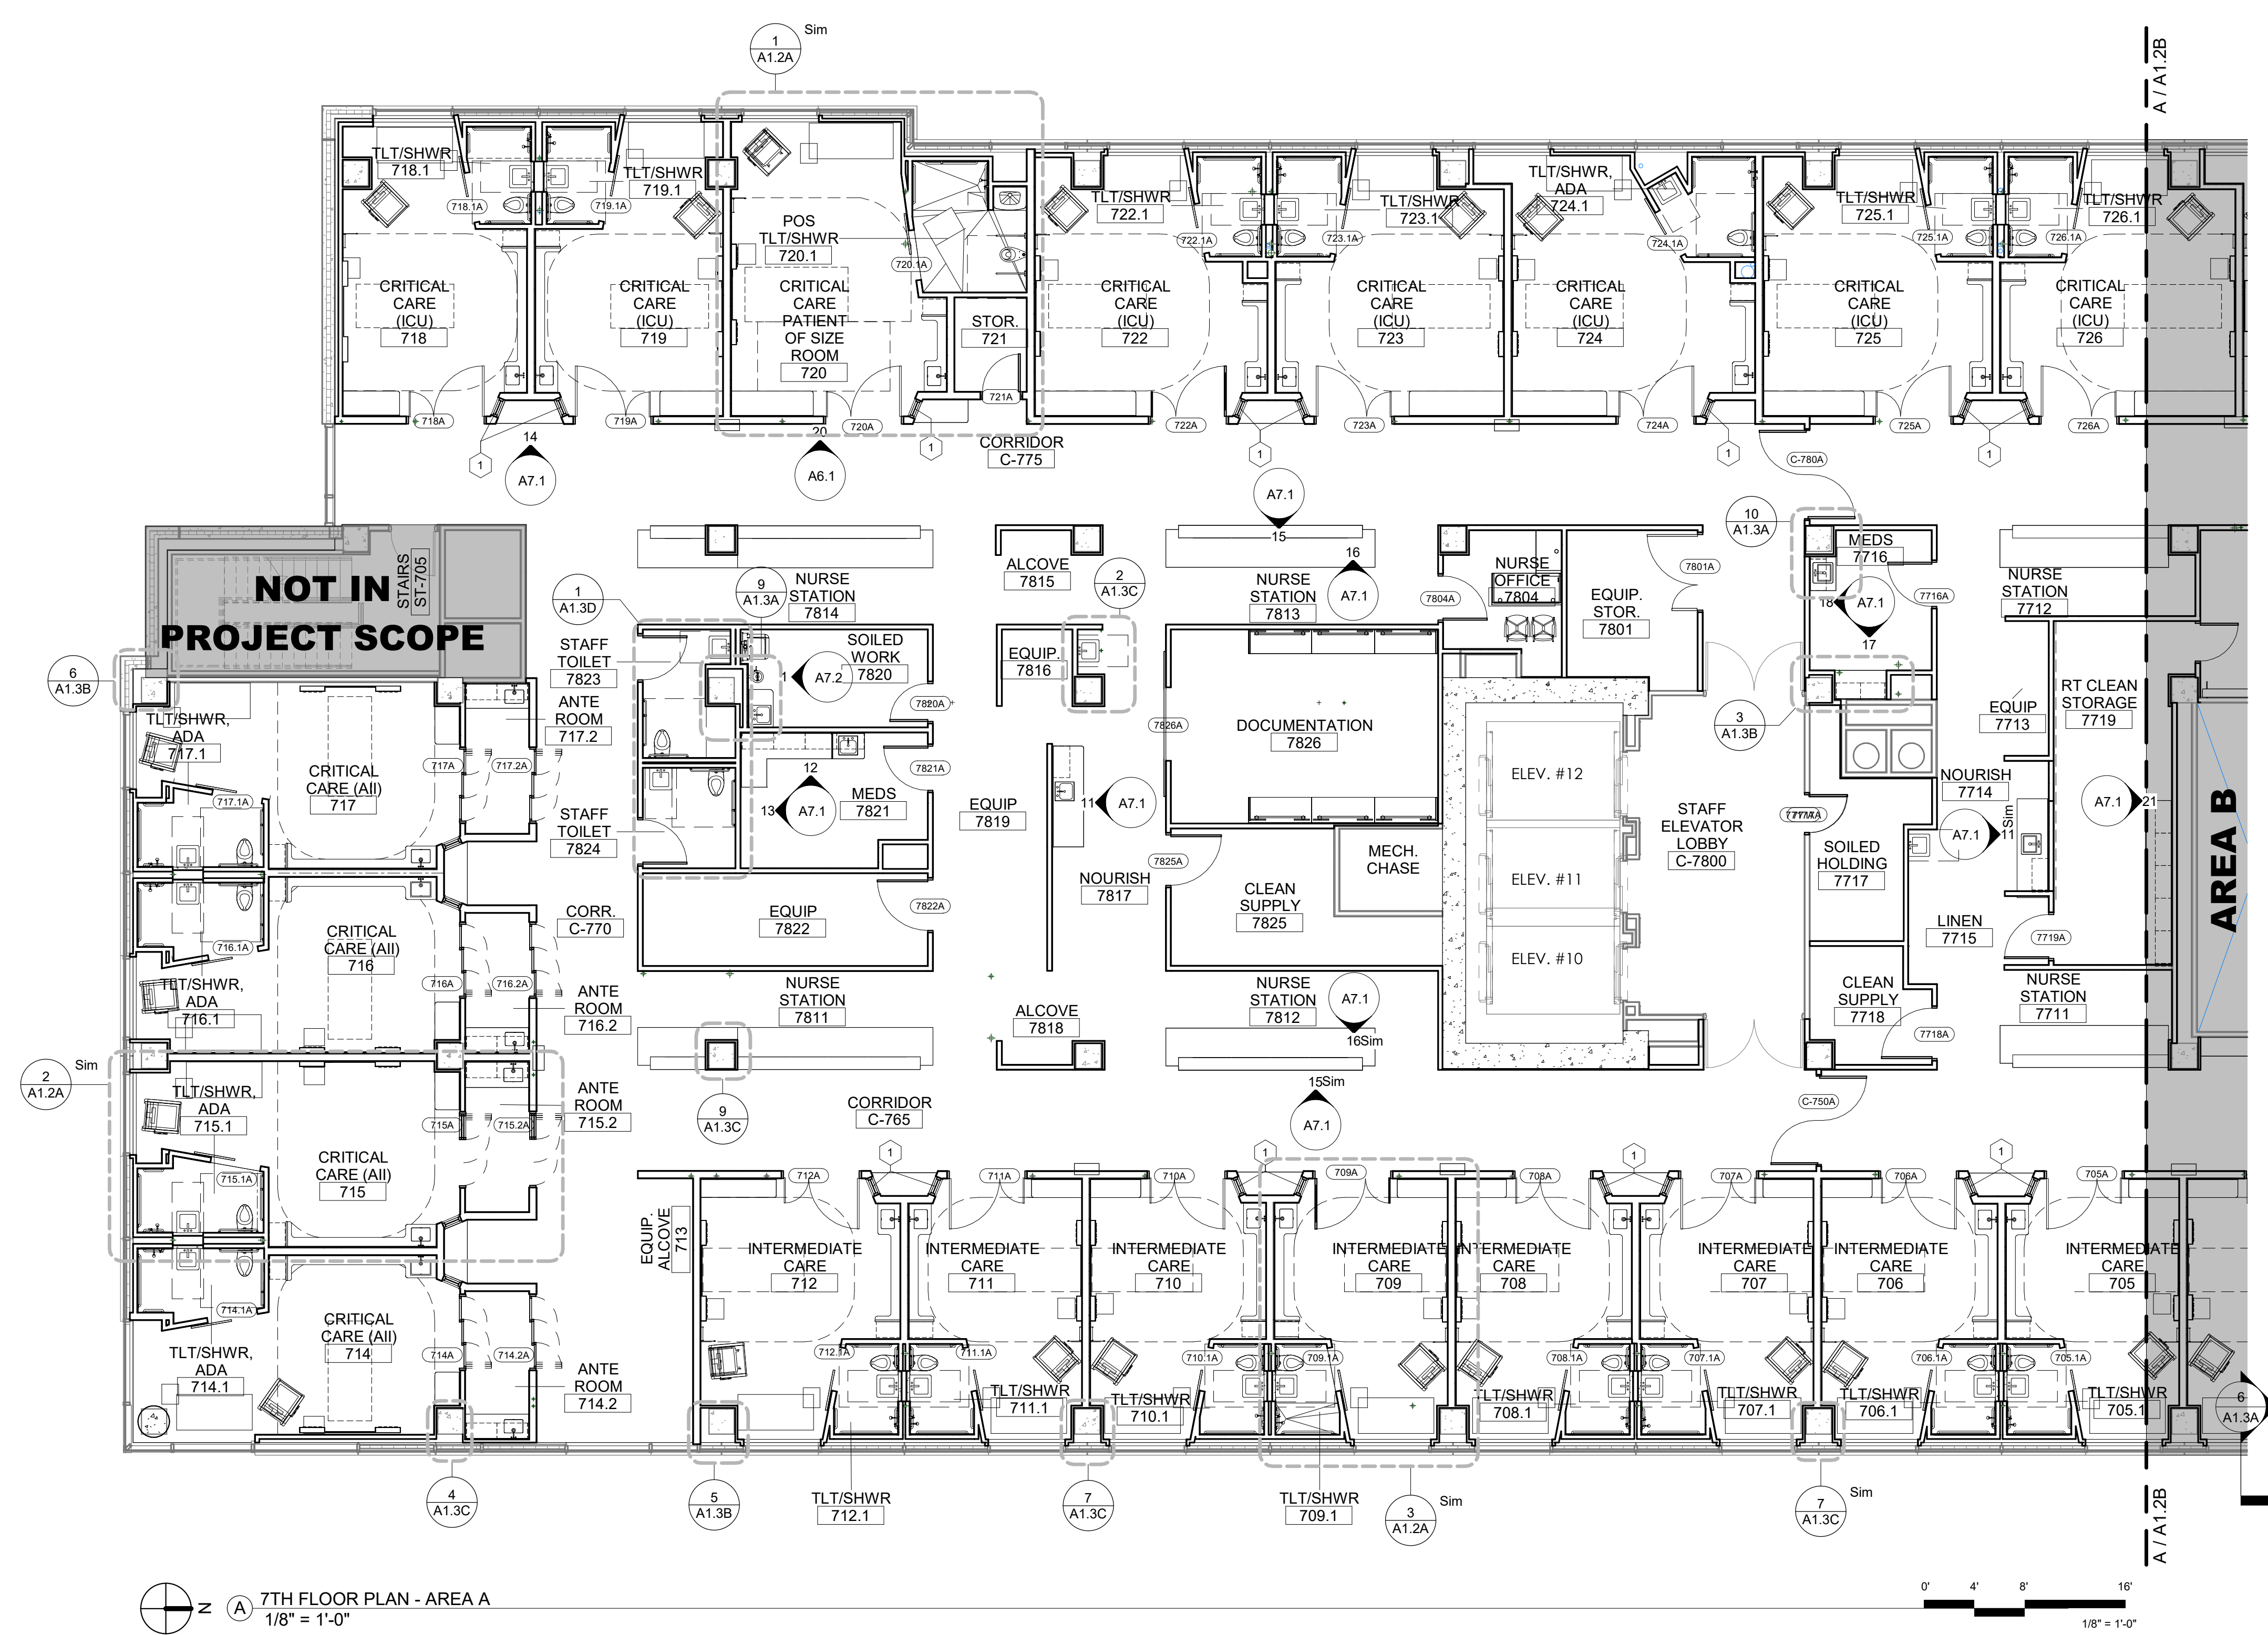 1
A1.2A
Sim
A / A1.2B
TLT/SHWR
718.1
718.1A
719.1A
TLT/SHWR
719.1
POS
TLT/SHWR
720.1
720.1A
TLT/SHWR
722.1
722.1A
723.1A
TLT/SHWR
723.1
TLT/SHWR,
ADA
724.1
724.1A
TLT/SHWR
725.1
725.1A
726.1A
TLT/SHWR
726.1
CRITICAL
CARE
(ICU)
718
CRITICAL
CARE
(ICU)
719
CRITICAL
CARE
PATIENT
OF SIZE
ROOM
720
STOR.
721
CRITICAL
CARE
(ICU)
722
CRITICAL
CARE
(ICU)
723
CRITICAL
CARE
(ICU)
724
CRITICAL
CARE
(ICU)
725
CRITICAL
CARE
(ICU)
726
718A
719A
720A
721A
722A
723A
724A
725A
726A
1
14
A7.1
20
A6.1
1
CORRIDOR
C-775
1
1
1
C-780A
A7.1
15
16
A7.1
10
A1.3A
STAIRS
ST-705
NOT IN
PROJECT SCOPE
1
A1.3D
9
A1.3A
NURSE
STATION
7814
ALCOVE
7815
2
A1.3C
NURSE
STATION
7813
NURSE
OFFICE
7804
7804A
EQUIP.
STOR.
7801
7801A
MEDS
7716
7716A
18
A7.1
17
NURSE
STATION
7712
6
A1.3B
STAFF
TOILET
7823
SOILED
WORK
7820
1
A7.2
7820A
EQUIP.
7816
7826A
DOCUMENTATION
7826
3
A1.3B
EQUIP
7713
RT CLEAN
STORAGE
7719
TLT/SHWR,
ADA
717.1
717.1A
CRITICAL
CARE (AII)
717
717A
717.2A
ANTE
ROOM
717.2
12
13
A7.1
MEDS
7821
7821A
EQUIP
7819
11
A7.1
ELEV. #12
ELEV. #11
ELEV. #10
STAFF
ELEVATOR
LOBBY
C-7800
NOURISH
7714
A7.1
11
Sim
A7.1
21
AREA B
STAFF
TOILET
7824
7825A
MECH.
CHASE
CLEAN
SUPPLY
7825
NOURISH
7817
SOILED
HOLDING
7717
LINEN
7715
7719A
716.1A
CRITICAL
CARE (AII)
716
716A
716.2A
TLT/SHWR,
ADA
716.1
ANTE
ROOM
716.2
CORR.
C-770
EQUIP
7822
7822A
NURSE
STATION
7811
ALCOVE
7818
NURSE
STATION
7812
A7.1
16Sim
CLEAN
SUPPLY
7718
7718A
NURSE
STATION
7711
2
A1.2A
Sim
TLT/SHWR,
ADA
715.1
715.1A
CRITICAL
CARE (AII)
715
715A
715.2A
ANTE
ROOM
715.2
9
A1.3C
CORRIDOR
C-765
15Sim
A7.1
C-750A
1
1
1
1
712A
711A
710A
709A
708A
707A
706A
705A
EQUIP.
ALCOVE
713
INTERMEDIATE
CARE
712
INTERMEDIATE
CARE
711
INTERMEDIATE
CARE
710
INTERMEDIATE
CARE
709
INTERMEDIATE
CARE
708
INTERMEDIATE
CARE
707
INTERMEDIATE
CARE
706
INTERMEDIATE
CARE
705
714.1A
CRITICAL
CARE (AII)
714
714A
714.2A
TLT/SHWR,
ADA
714.1
ANTE
ROOM
714.2
712.1A
711.1A
710.1A
709.1A
708.1A
707.1A
706.1A
705.1A
TLT/SHWR
711.1
TLT/SHWR
710.1
TLT/SHWR
708.1
TLT/SHWR
707.1
TLT/SHWR
706.1
TLT/SHWR
705.1
6
A1.3A
4
A1.3C
5
A1.3B
TLT/SHWR
712.1
7
A1.3C
TLT/SHWR
709.1
3
A1.2A
Sim
7
A1.3C
Sim
A / A1.2B
N
A
7TH FLOOR PLAN - AREA A
1/8" = 1'-0"
0'
4'
8'
16'
1/8" = 1'-0"